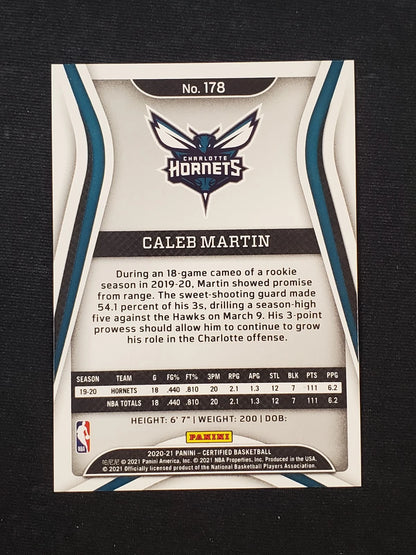 No. 178
CHARLOTTE
HORNETS
CALEB MARTIN
During an 18-game cameo of a rookie
season in 2019-20, Martin showed promise
from range. The sweet-shooting guard made
54.1 percent of his 3s, drilling a season-high
five against the Hawks on March 9. His 3-point
prowess should allow him to continue to grow
his role in the Charlotte offense.
SEASON TEAM G FG% FT% 3PM RPG APG STL BLK PTS PPG
19-20 HORNETS 18 .440 .810 20 2.1 1.3 12 7 111 6.2
NBA TOTALS 18 .440 .810 20 2.1 1.3 12 7 111 6.2
HEIGHT: 6' 7" | WEIGHT: 200 | DOB:
PANINI
NBA
2020-21 PANINI – CERTIFIED BASKETBALL
帕尼尼 © 2021 Panini America, Inc. © 2021 NBA Properties, Inc. Produced in the USA.
© 2021 Officially licensed product of the National Basketball Players Association.